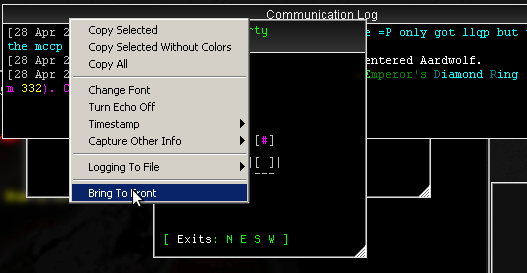 Communication Log
[28 Apr 2
rty
e =P only got llqp but t
the mccp
[28 Apr 2
entered Aardwolf.
[28 Apr 2
Emperor's Diamond Ring
m 332). C
Copy Selected
Copy Selected Without Colors
Copy All
Change Font
Turn Echo Off
Timestamp
Capture Other Info
Logging To File
Bring To Front
[#]
|[ ]|
---
[ Exits: N E S W ]